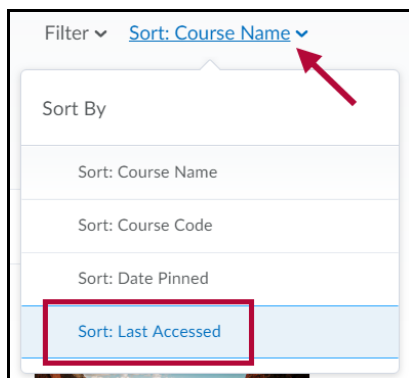 Filter Sort: Course Name
Sort By
Sort: Course Name
Sort: Course Code
Sort: Date Pinned
Sort: Last Accessed